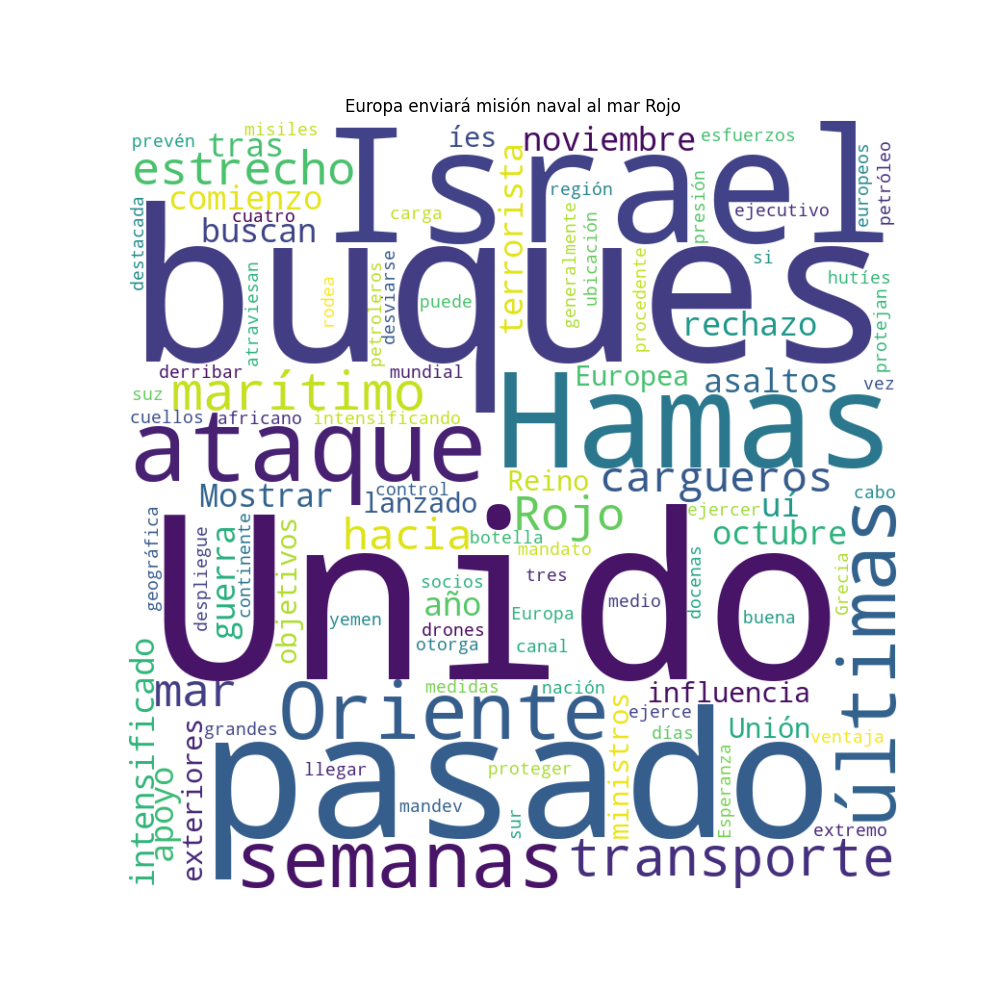 Europa enviará misión naval al mar Rojo
prevén
misiles
tras
íes
noviembre
esfuerzos
Israel
estrecho
terrorista
región
presión
europeos
petróleo
comienzo
cuatro
carga
ejecutivo
destacada
buscan
generalmente
ubicación
si
buques
atraviesan
rodea
petroleros
desviarse
puede
procedente
hutíes
rechazo
protejan
derribar
mundial
Europea
asaltos
vez
suz
marítimo
Hamas
cuellos
africano
intensificando
ataque
Reino
cargueros
Mostrar
control
lanzado
cabo
Rojo
ejercer
uí
octubre
geográfica
despliegue
guerra
continente
objetivos
hacia
botella
mandato
Unido
socios
tres
docenas
Grecia
últimas
año
Europa
medio
buena
yemen
drones
otorga
canal
intensificado
mar
Oriente
medidas
nación
influencia
apoyo
exteriores
grandes
ministros
ejerce
días
Unión
ventaja
pasado
llegar
proteger
Esperanza
mandev
sur
extremo
semanas
transporte